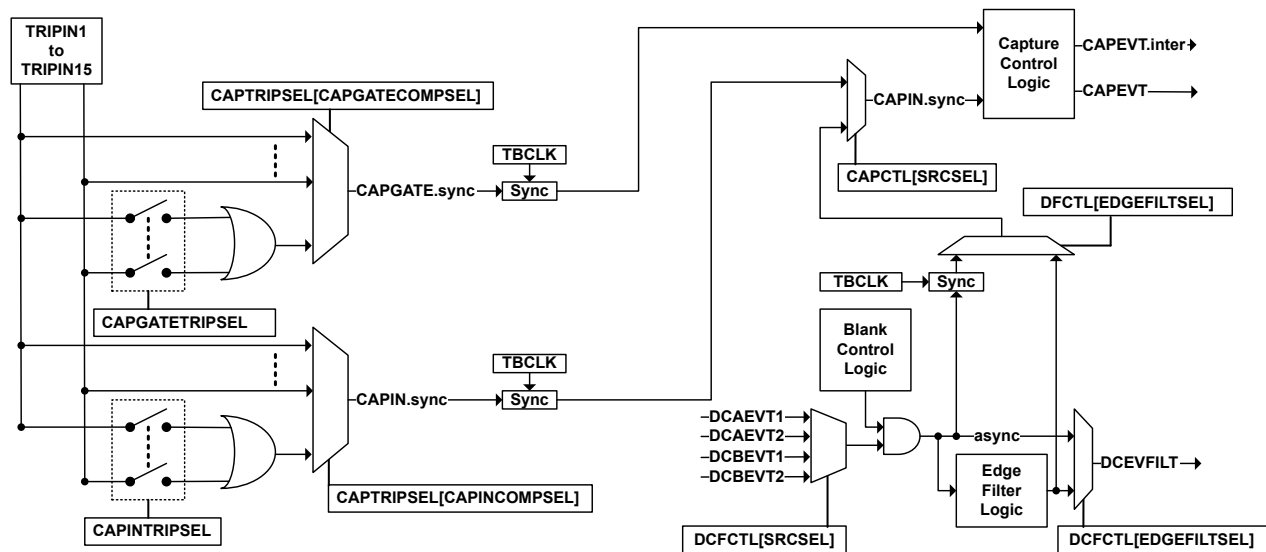 TRIPIN1
to
TRIPIN15
CAPTRIPSEL[CAPGATECOMPSEL]
TBCLK
CAPGATE.sync
Sync
CAPGATETRIPSEL
TBCLK
CAPIN.sync
Sync
CAPTRIPSEL[CAPINCOMPSEL]
CAPINTRIPSEL
Capture
Control
Logic
CAPEVT.inter
CAPEVT
CAPIN.sync
CAPCTL[SRCSEL]
DFCTL[EDGEFILTSEL]
TBCLK
Sync
Blank
Control
Logic
DCAEVT1
DCAEVT2
DCBEVT1
DCBEVT2
async
Edge
Filter
Logic
DCEVFILT
DCFCTL[SRCSEL]
DCFCTL[EDGEFILTSEL]